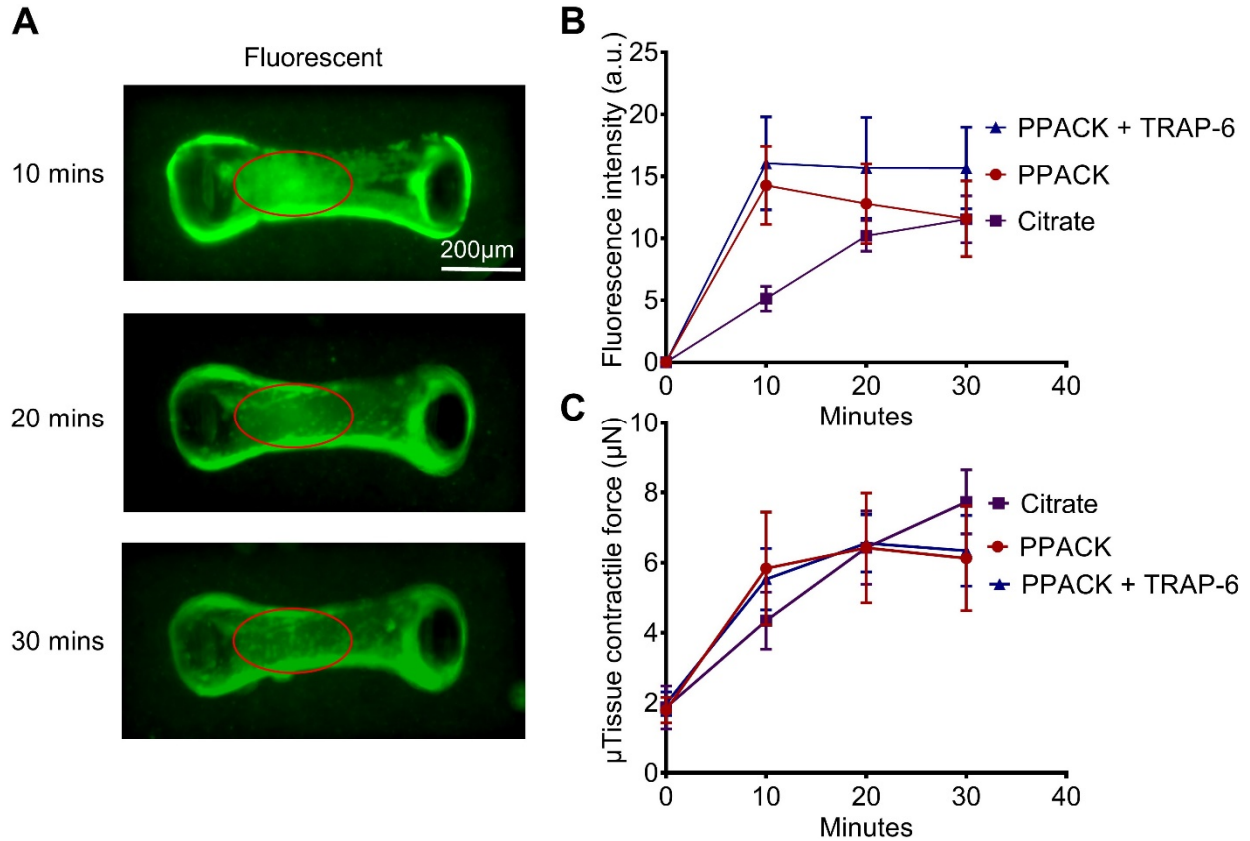 A
Fluorescent
10 mins
200μm
20 mins
30 mins
B
Fluorescence intensity (a.u.)
25
20
15
10
5
0
0 10 20 30 40
Minutes
PPACK + TRAP-6
PPACK
Citrate
C
μTissue contractile force (μN)
10
8
6
4
2
0
0 10 20 30 40
Minutes
Citrate
PPACK
PPACK + TRAP-6